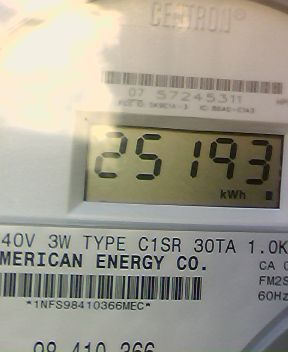 CENTRON®
07 57245311
25193
kWh
40V 3W TYPE C1SR 30TA 1.0K
MERICAN ENERGY CO.
CA
FM2S
60Hz
*1NFS98410366MEC*
98 410 366